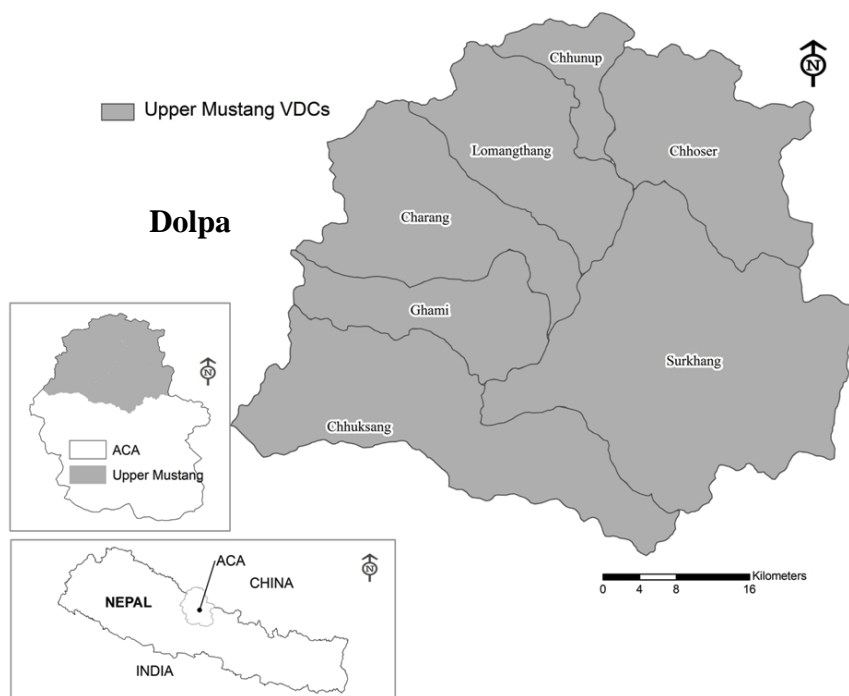 Chhunup
N
Upper Mustang VDCs
Lomangthang
Chhoser
Dolpa
Charang
Ghami
Surkhang
Chhuksang
N
ACA
Upper Mustang
N
ACA
CHINA
NEPAL
INDIA
Kilometers
0 4 8 16